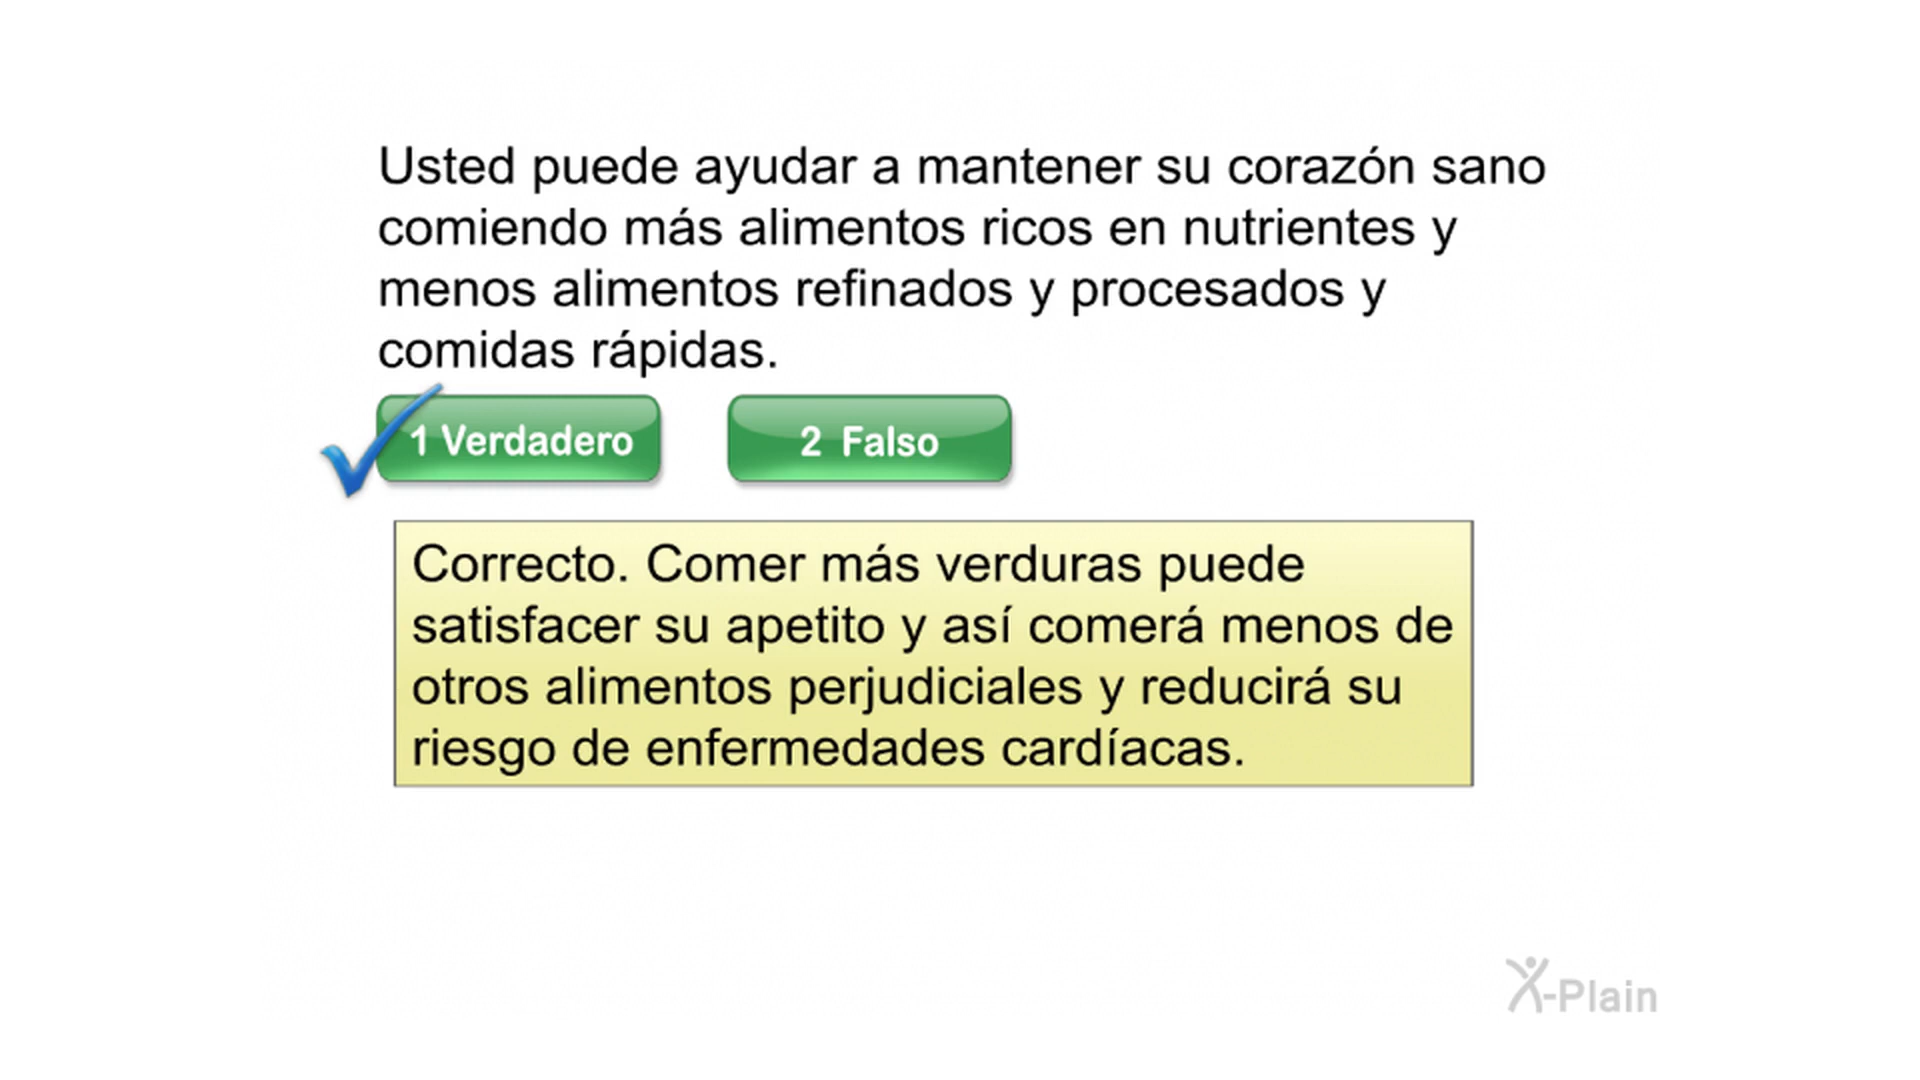 Usted puede ayudar a mantener su corazón sano
comiendo más alimentos ricos en nutrientes y
menos alimentos refinados y procesados y
comidas rápidas.
1 Verdadero
2 Falso
Correcto. Comer más verduras puede
satisfacer su apetito y así comerá menos de
otros alimentos perjudiciales y reducirá su
riesgo de enfermedades cardíacas.
X-Plain